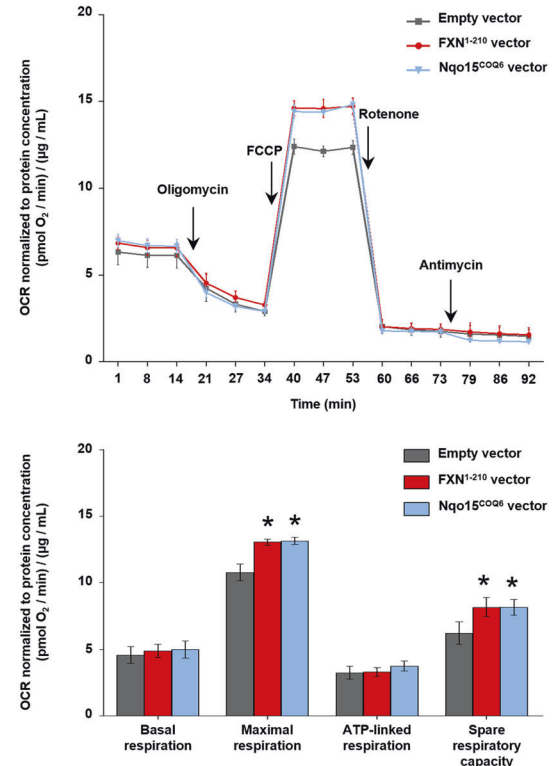 OCR normalized to protein concentration
(pmol O₂ / min) / (µg / mL)
20
15
10
5
0
Empty vector
FXN¹⁻²¹⁰ vector
Nqo15ᶜᴼQ⁶ vector
Oligomycin
FCCP
Rotenone
Antimycin
1 8 14 21 27 34 40 47 53 60 66 73 79 86 92
Time (min)
OCR normalized to protein concentration
(pmol O₂ / min) / (µg / mL)
20
15
10
5
0
Empty vector
FXN¹⁻²¹⁰ vector
Nqo15ᶜᴼQ⁶ vector
* *
* *
Basal
respiration
Maximal
respiration
ATP-linked
respiration
Spare
respiratory
capacity